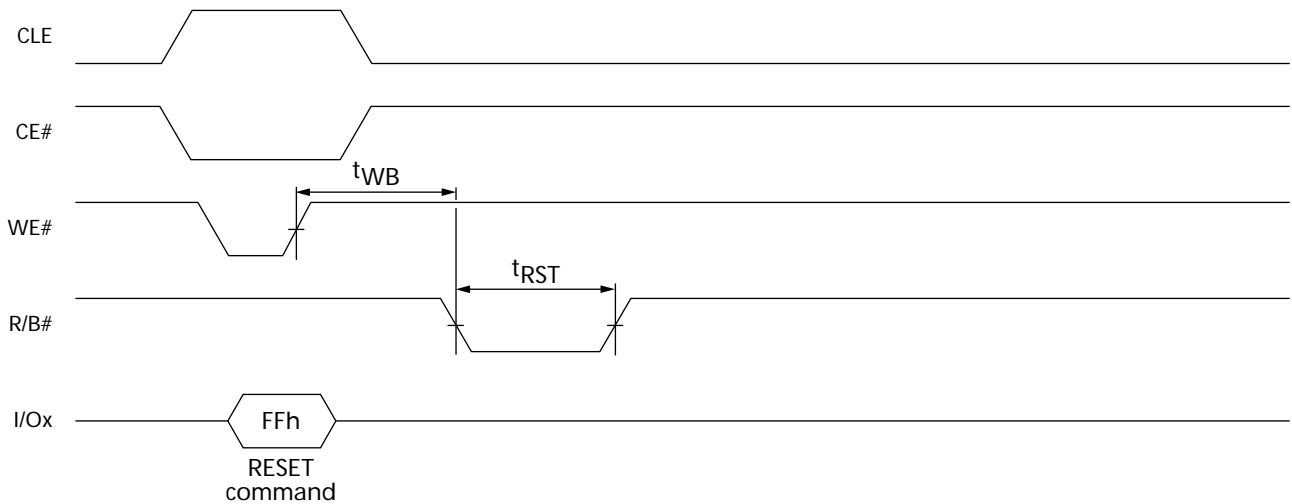 CLE
CE#
tWB
WE#
tRST
R/B#
I/Ox
FFh
RESET
command